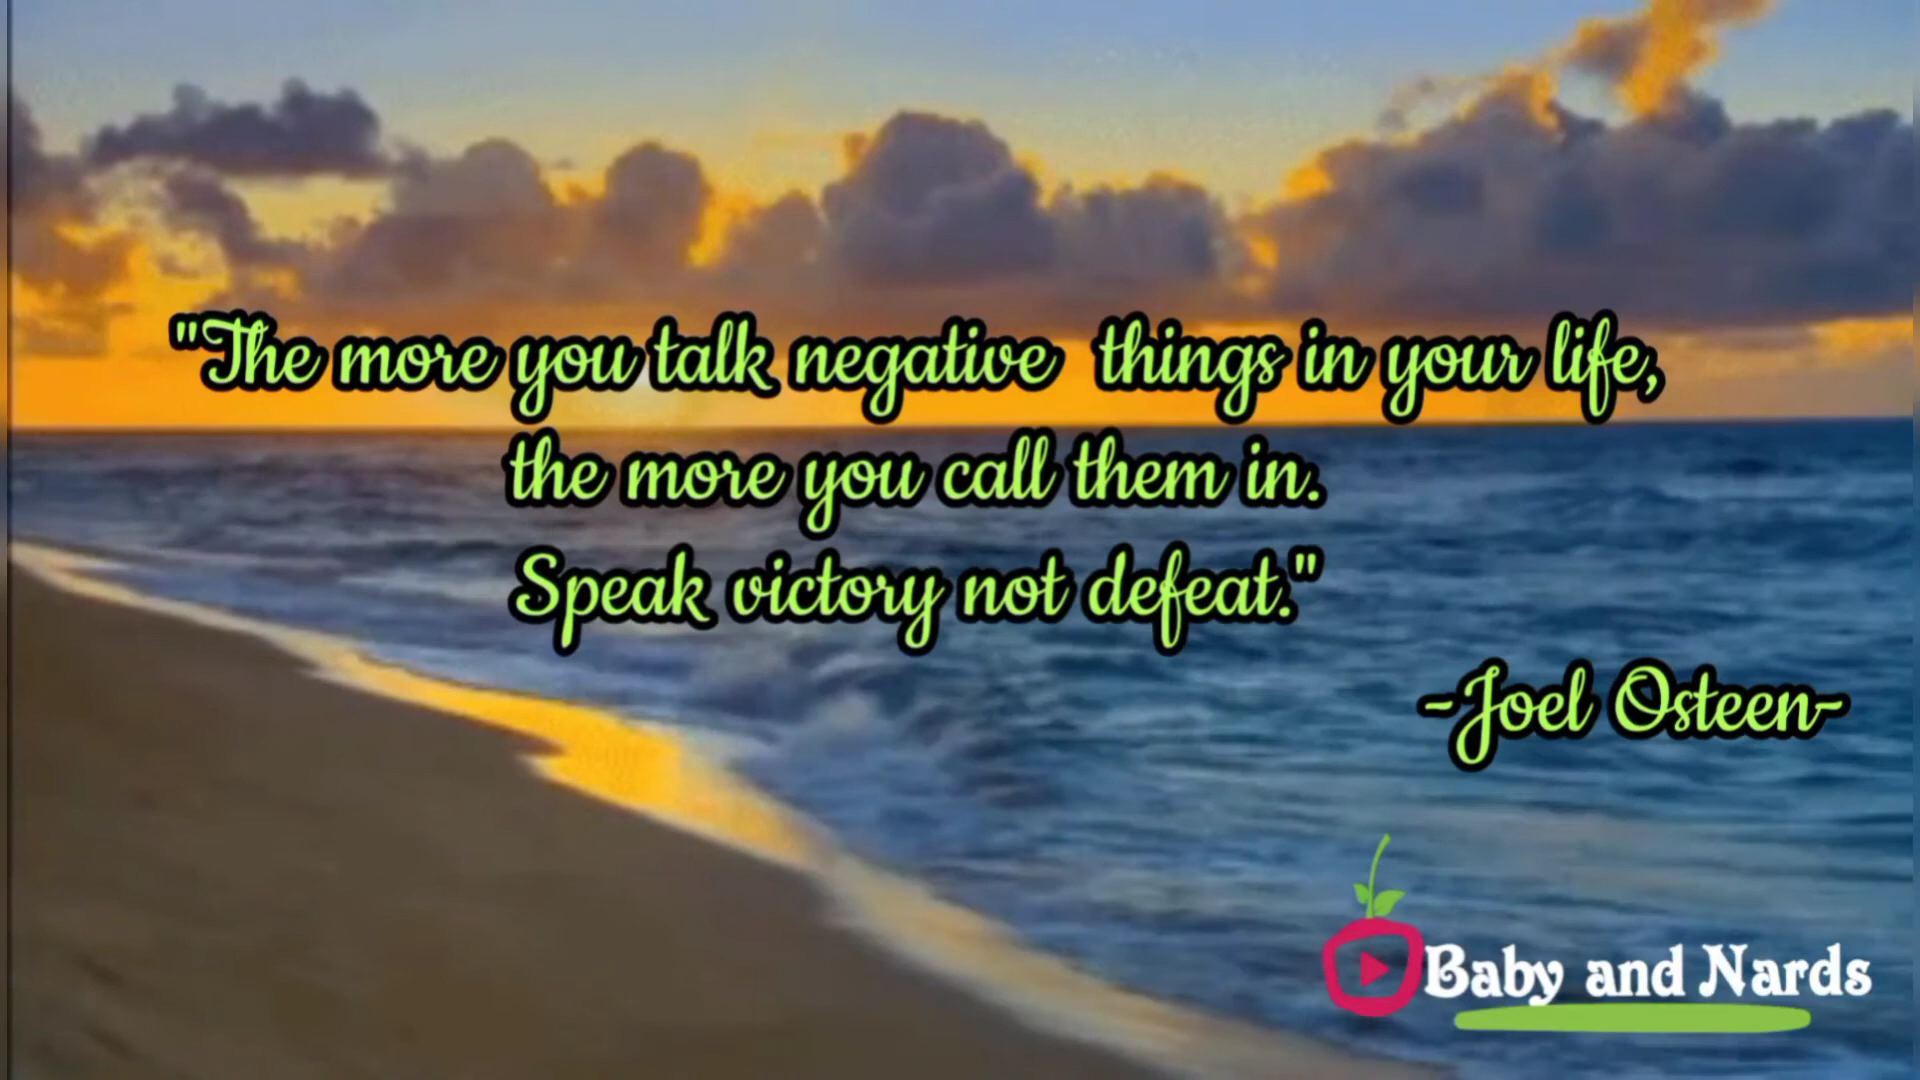 "The more you talk negative things in your life,
the more you call them in.
Speak victory not defeat."
-Joel Osteen-
Baby and Nards